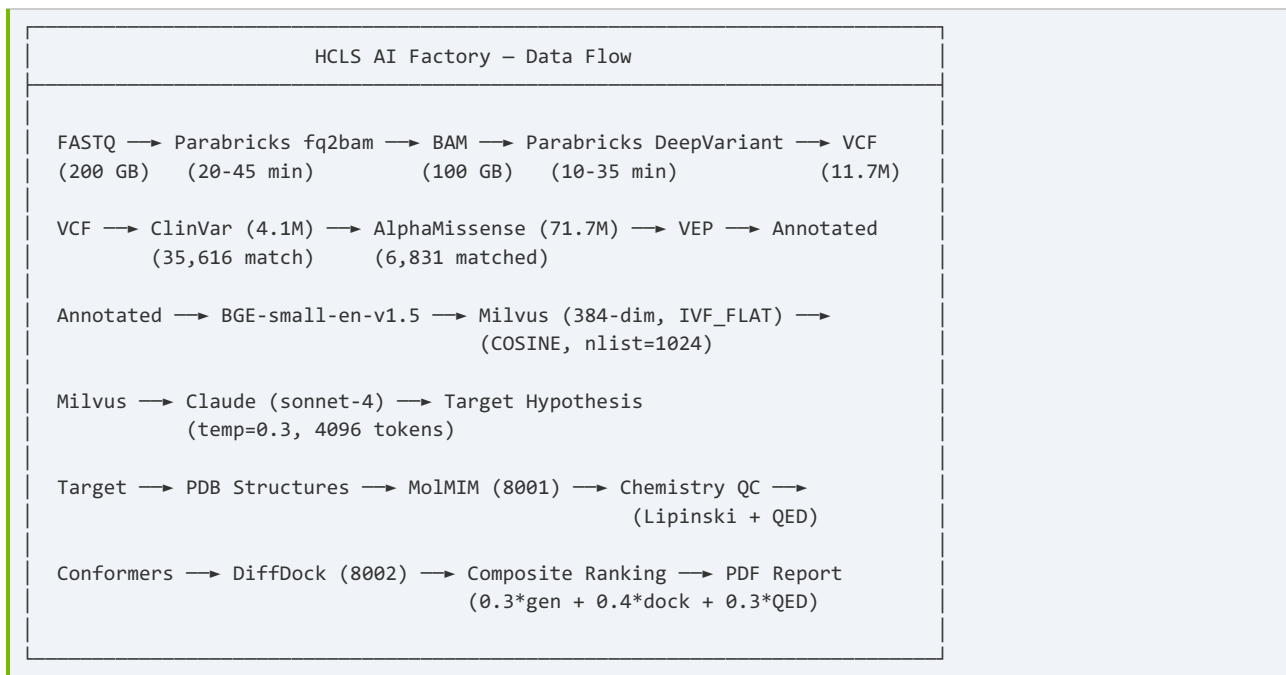 HCLS AI Factory — Data Flow
FASTQ ──► Parabricks fq2bam ──► BAM ──► Parabricks DeepVariant ──► VCF
(200 GB) (20-45 min) (100 GB) (10-35 min) (11.7M)
VCF ──► ClinVar (4.1M) ──► AlphaMissense (71.7M) ──► VEP ──► Annotated
(35,616 match) (6,831 matched)
Annotated ──► BGE-small-en-v1.5 ──► Milvus (384-dim, IVF_FLAT) ──►
(COSINE, nlist=1024)
Milvus ──► Claude (sonnet-4) ──► Target Hypothesis
(temp=0.3, 4096 tokens)
Target ──► PDB Structures ──► MolMIM (8001) ──► Chemistry QC ──►
(Lipinski + QED)
Conformers ──► DiffDock (8002) ──► Composite Ranking ──► PDF Report
(0.3*gen + 0.4*dock + 0.3*QED)